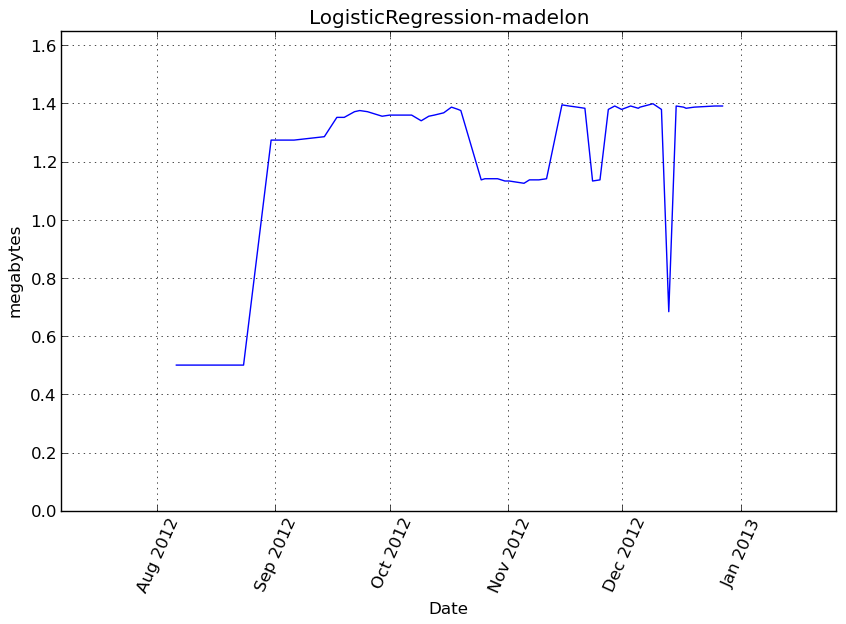 LogisticRegression-madelon
megabytes
1.6
1.4
1.2
1.0
0.8
0.6
0.4
0.2
0.0
Aug 2012
Sep 2012
Oct 2012
Nov 2012
Dec 2012
Jan 2013
Date